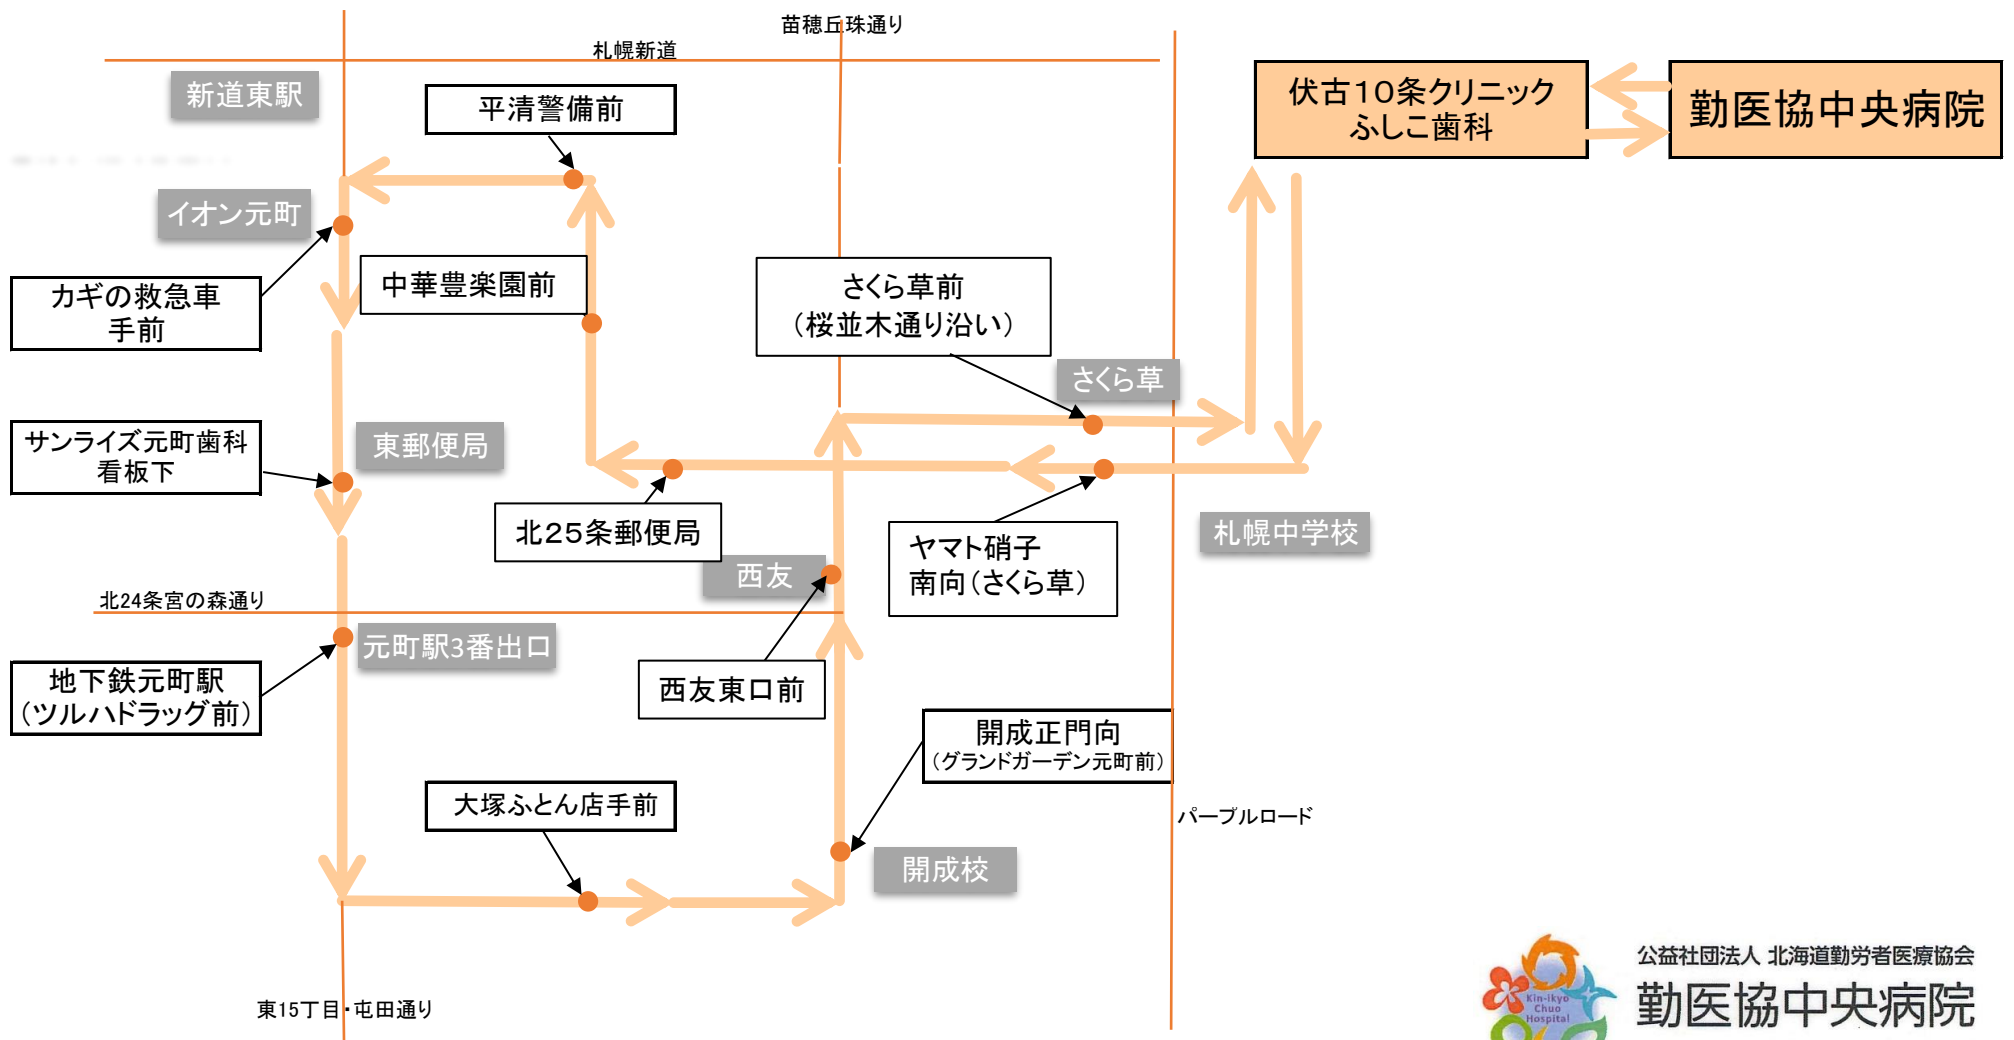 苗穂丘珠通り
札幌新道
新道東駅
平清警備前
伏古10条クリニック
ふしこ歯科
勤医協中央病院
イオン元町
カギの救急車
手前
中華豊楽園前
さくら草前
（桜並木通り沿い）
さくら草
サンライズ元町歯科
看板下
東郵便局
北25条郵便局
ヤマト硝子
南向（さくら草）
札幌中学校
西友
北24条宮の森通り
元町駅3番出口
地下鉄元町駅
（ツルハドラッグ前）
西友東口前
開成正門向
（グランドガーデン元町前）
大塚ふとん店手前
パープルロード
開成校
東15丁目・屯田通り
Kin-ikyo
Chuo
Hospital
公益社団法人 北海道勤労者医療協会
勤医協中央病院